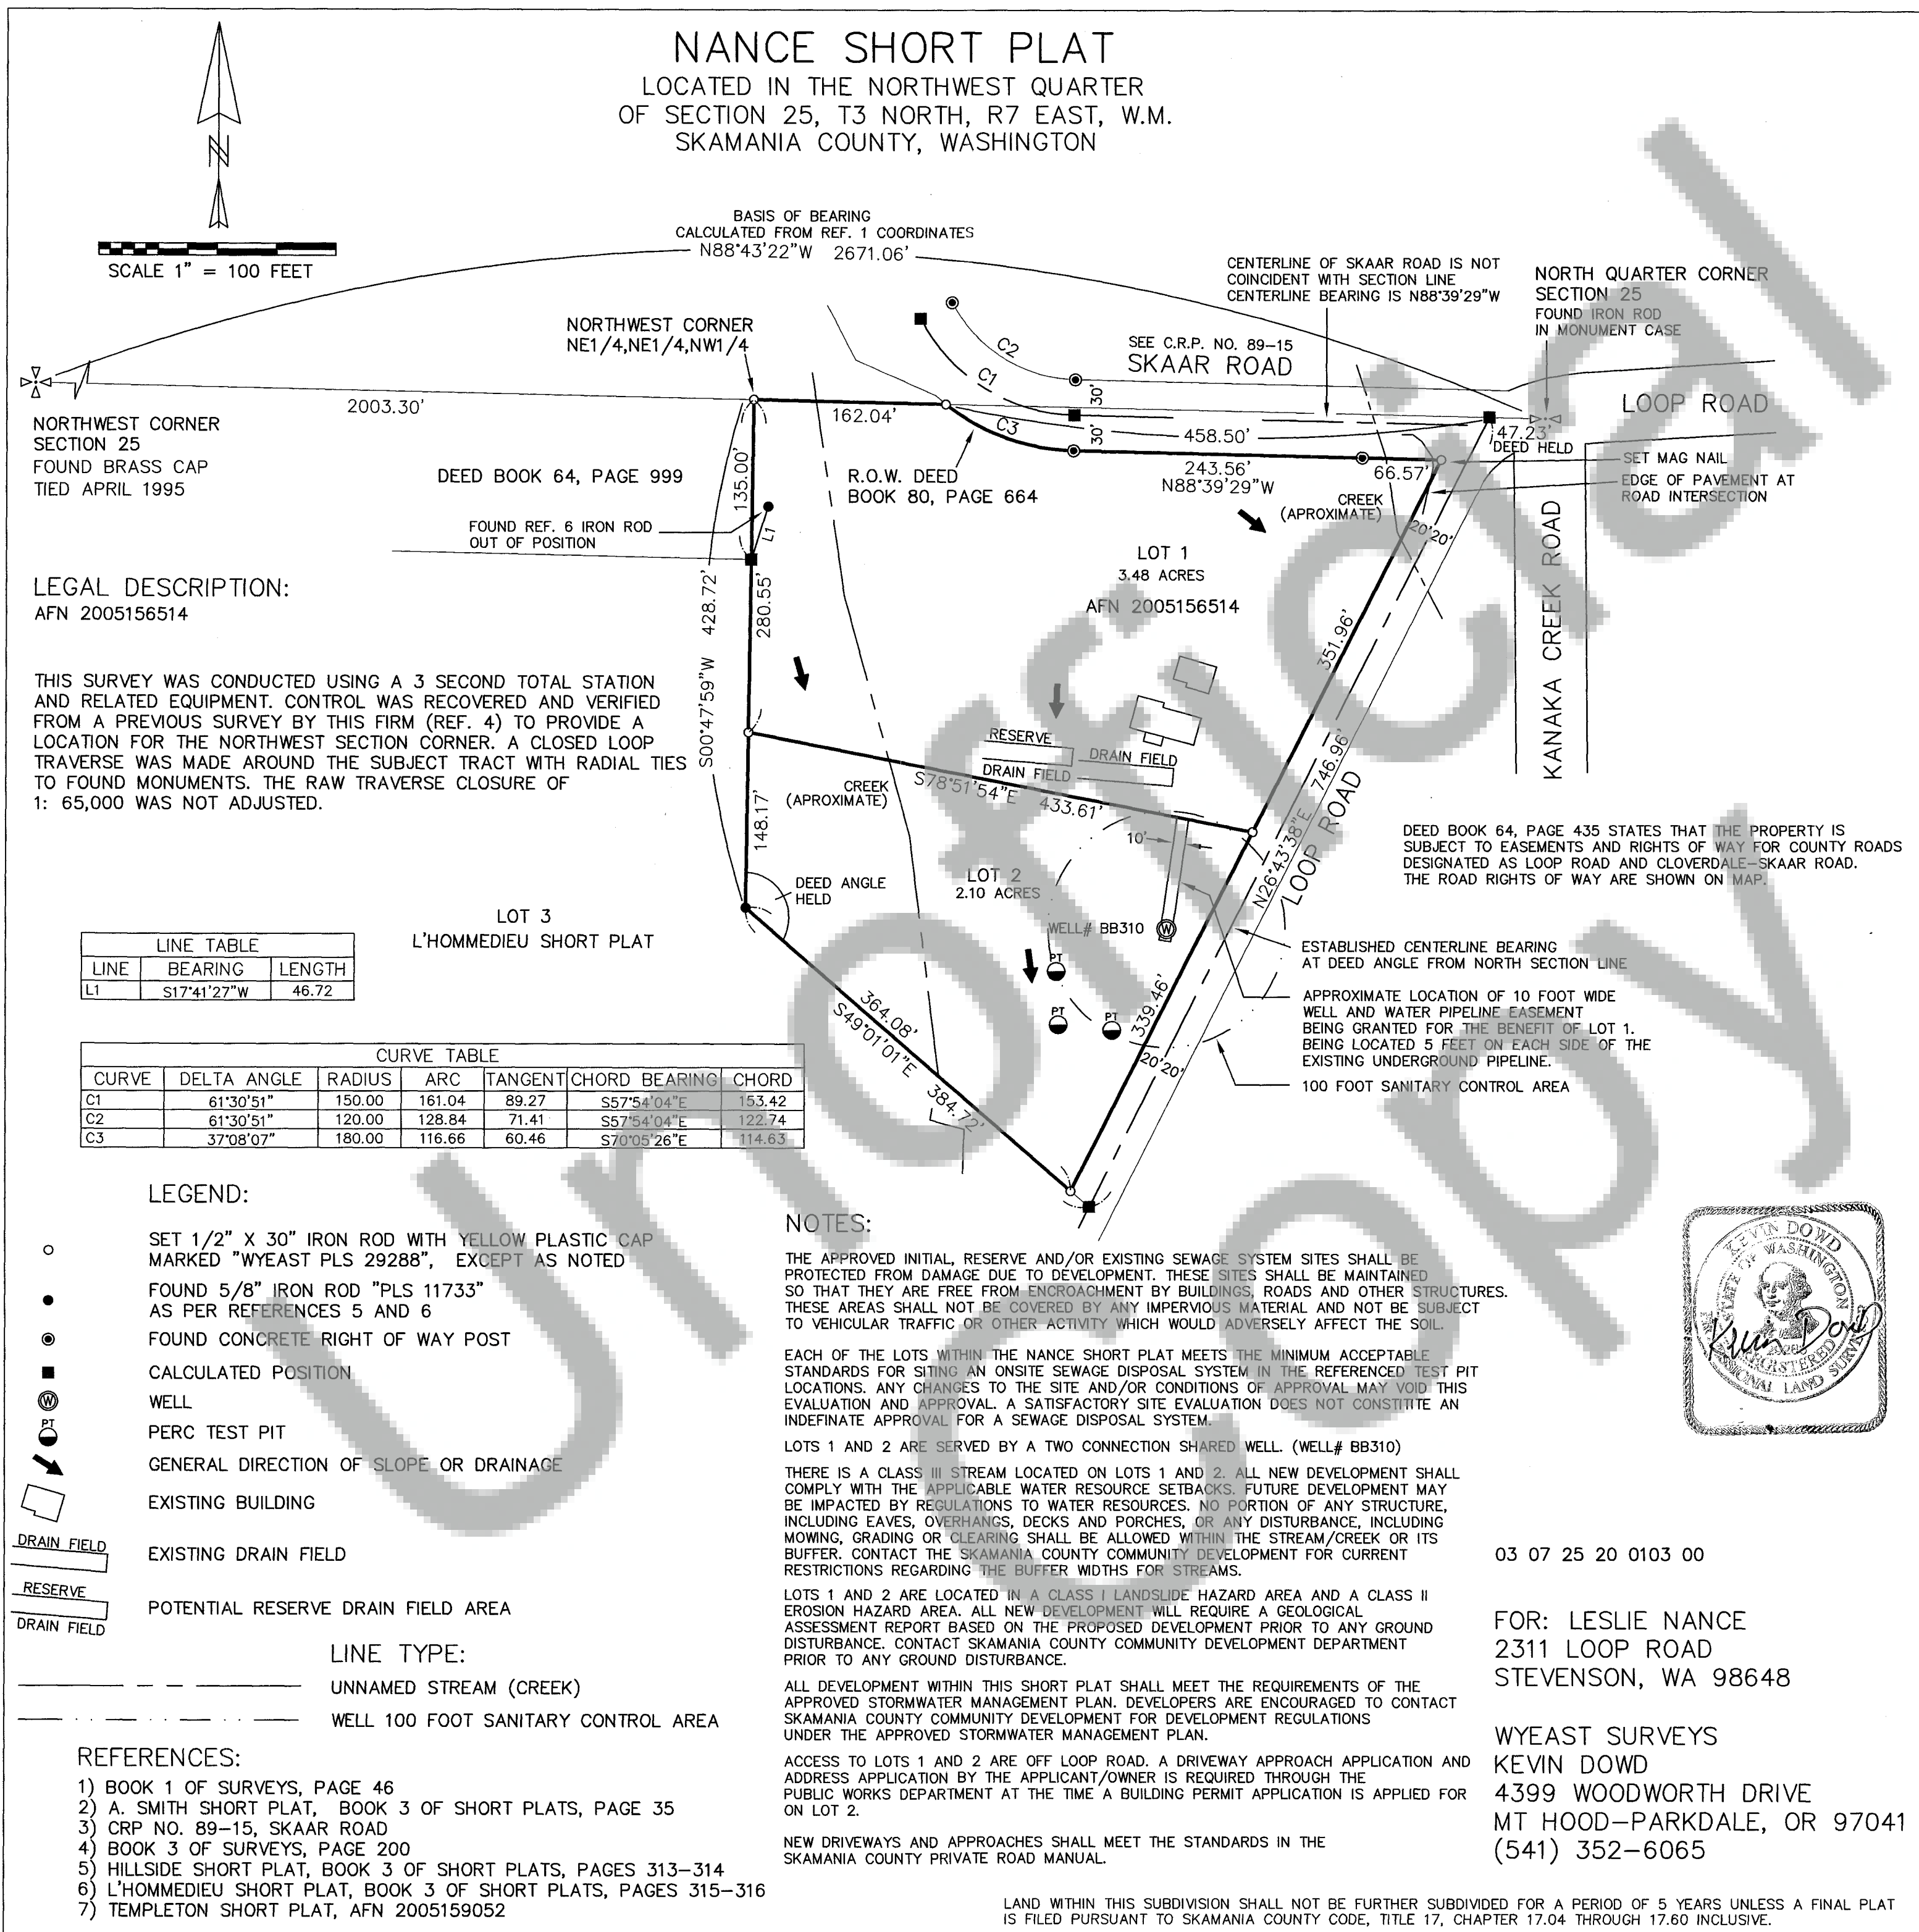 NANCE SHORT PLAT
LOCATED IN THE NORTHWEST QUARTER
OF SECTION 25, T3 NORTH, R7 EAST, W.M.
SKAMANIA COUNTY, WASHINGTON
N
SCALE 1" = 100 FEET
BASIS OF BEARING
CALCULATED FROM REF. 1 COORDINATES
N88°43'22"W 2671.06'
CENTERLINE OF SKAAR ROAD IS NOT
COINCIDENT WITH SECTION LINE
CENTERLINE BEARING IS N88°39'29"W
NORTH QUARTER CORNER
SECTION 25
FOUND IRON ROD
IN MONUMENT CASE
NORTHWEST CORNER
NE1/4,NE1/4,NW1/4
SEE C.R.P. NO. 89-15
SKAAR ROAD
C2
C1
C3
30'
30'
LOOP ROAD
2003.30'
162.04'
458.50'
47.23'
DEED HELD
NORTHWEST CORNER
SECTION 25
FOUND BRASS CAP
TIED APRIL 1995
DEED BOOK 64, PAGE 999
135.00'
R.O.W. DEED
BOOK 80, PAGE 664
243.56'
N88°39'29"W
66.57'
SET MAG NAIL
EDGE OF PAVEMENT AT
ROAD INTERSECTION
CREEK
(APROXIMATE)
20'20'
FOUND REF. 6 IRON ROD
OUT OF POSITION
L1
KANAKA CREEK ROAD
LOT 1
3.48 ACRES
AFN 2005156514
LEGAL DESCRIPTION:
AFN 2005156514
S00°47'59"W 428.72'
280.55'
351.96'
THIS SURVEY WAS CONDUCTED USING A 3 SECOND TOTAL STATION
AND RELATED EQUIPMENT. CONTROL WAS RECOVERED AND VERIFIED
FROM A PREVIOUS SURVEY BY THIS FIRM (REF. 4) TO PROVIDE A
LOCATION FOR THE NORTHWEST SECTION CORNER. A CLOSED LOOP
TRAVERSE WAS MADE AROUND THE SUBJECT TRACT WITH RADIAL TIES
TO FOUND MONUMENTS. THE RAW TRAVERSE CLOSURE OF
1: 65,000 WAS NOT ADJUSTED.
RESERVE
DRAIN FIELD
DRAIN FIELD
S78°51'54"E 433.61'
CREEK
(APROXIMATE)
148.17'
N26°43'38"E 746.96'
LOOP ROAD
10'
DEED BOOK 64, PAGE 435 STATES THAT THE PROPERTY IS
SUBJECT TO EASEMENTS AND RIGHTS OF WAY FOR COUNTY ROADS
DESIGNATED AS LOOP ROAD AND CLOVERDALE-SKAAR ROAD.
THE ROAD RIGHTS OF WAY ARE SHOWN ON MAP.
LOT 2
2.10 ACRES
DEED ANGLE
HELD
LOT 3
L'HOMMEDIEU SHORT PLAT
WELL# BB310
W
PT
PT
PT
339.46'
20'20'
ESTABLISHED CENTERLINE BEARING
AT DEED ANGLE FROM NORTH SECTION LINE
APPROXIMATE LOCATION OF 10 FOOT WIDE
WELL AND WATER PIPELINE EASEMENT
BEING GRANTED FOR THE BENEFIT OF LOT 1.
BEING LOCATED 5 FEET ON EACH SIDE OF THE
EXISTING UNDERGROUND PIPELINE.
100 FOOT SANITARY CONTROL AREA
364.08'
S49°01'01"E 384.72'
LINE TABLE
LINE BEARING LENGTH
L1 S17°41'27"W 46.72
CURVE TABLE
CURVE DELTA ANGLE RADIUS ARC TANGENT CHORD BEARING CHORD
C1 61°30'51" 150.00 161.04 89.27 S57°54'04"E 153.42
C2 61°30'51" 120.00 128.84 71.41 S57°54'04"E 122.74
C3 37°08'07" 180.00 116.66 60.46 S70°05'26"E 114.63
LEGEND:
SET 1/2" X 30" IRON ROD WITH YELLOW PLASTIC CAP
MARKED "WYEAST PLS 29288", EXCEPT AS NOTED
FOUND 5/8" IRON ROD "PLS 11733"
AS PER REFERENCES 5 AND 6
FOUND CONCRETE RIGHT OF WAY POST
CALCULATED POSITION
W WELL
PT PERC TEST PIT
GENERAL DIRECTION OF SLOPE OR DRAINAGE
EXISTING BUILDING
DRAIN FIELD
EXISTING DRAIN FIELD
RESERVE
POTENTIAL RESERVE DRAIN FIELD AREA
DRAIN FIELD
LINE TYPE:
UNNAMED STREAM (CREEK)
WELL 100 FOOT SANITARY CONTROL AREA
REFERENCES:
1) BOOK 1 OF SURVEYS, PAGE 46
2) A. SMITH SHORT PLAT, BOOK 3 OF SHORT PLATS, PAGE 35
3) CRP NO. 89-15, SKAAR ROAD
4) BOOK 3 OF SURVEYS, PAGE 200
5) HILLSIDE SHORT PLAT, BOOK 3 OF SHORT PLATS, PAGES 313-314
6) L'HOMMEDIEU SHORT PLAT, BOOK 3 OF SHORT PLATS, PAGES 315-316
7) TEMPLETON SHORT PLAT, AFN 2005159052
NOTES:
THE APPROVED INITIAL, RESERVE AND/OR EXISTING SEWAGE SYSTEM SITES SHALL BE
PROTECTED FROM DAMAGE DUE TO DEVELOPMENT. THESE SITES SHALL BE MAINTAINED
SO THAT THEY ARE FREE FROM ENCROACHMENT BY BUILDINGS, ROADS AND OTHER STRUCTURES.
THESE AREAS SHALL NOT BE COVERED BY ANY IMPERVIOUS MATERIAL AND NOT BE SUBJECT
TO VEHICULAR TRAFFIC OR OTHER ACTIVITY WHICH WOULD ADVERSELY AFFECT THE SOIL.
EACH OF THE LOTS WITHIN THE NANCE SHORT PLAT MEETS THE MINIMUM ACCEPTABLE
STANDARDS FOR SITING AN ONSITE SEWAGE DISPOSAL SYSTEM IN THE REFERENCED TEST PIT
LOCATIONS. ANY CHANGES TO THE SITE AND/OR CONDITIONS OF APPROVAL MAY VOID THIS
EVALUATION AND APPROVAL. A SATISFACTORY SITE EVALUATION DOES NOT CONSTITITE AN
INDEFINATE APPROVAL FOR A SEWAGE DISPOSAL SYSTEM.
LOTS 1 AND 2 ARE SERVED BY A TWO CONNECTION SHARED WELL. (WELL# BB310)
THERE IS A CLASS III STREAM LOCATED ON LOTS 1 AND 2. ALL NEW DEVELOPMENT SHALL
COMPLY WITH THE APPLICABLE WATER RESOURCE SETBACKS. FUTURE DEVELOPMENT MAY
BE IMPACTED BY REGULATIONS TO WATER RESOURCES. NO PORTION OF ANY STRUCTURE,
INCLUDING EAVES, OVERHANGS, DECKS AND PORCHES, OR ANY DISTURBANCE, INCLUDING
MOWING, GRADING OR CLEARING SHALL BE ALLOWED WITHIN THE STREAM/CREEK OR ITS
BUFFER. CONTACT THE SKAMANIA COUNTY COMMUNITY DEVELOPMENT FOR CURRENT
RESTRICTIONS REGARDING THE BUFFER WIDTHS FOR STREAMS.
LOTS 1 AND 2 ARE LOCATED IN A CLASS I LANDSLIDE HAZARD AREA AND A CLASS II
EROSION HAZARD AREA. ALL NEW DEVELOPMENT WILL REQUIRE A GEOLOGICAL
ASSESSMENT REPORT BASED ON THE PROPOSED DEVELOPMENT PRIOR TO ANY GROUND
DISTURBANCE. CONTACT SKAMANIA COUNTY COMMUNITY DEVELOPMENT DEPARTMENT
PRIOR TO ANY GROUND DISTURBANCE.
ALL DEVELOPMENT WITHIN THIS SHORT PLAT SHALL MEET THE REQUIREMENTS OF THE
APPROVED STORMWATER MANAGEMENT PLAN. DEVELOPERS ARE ENCOURAGED TO CONTACT
SKAMANIA COUNTY COMMUNITY DEVELOPMENT FOR DEVELOPMENT REGULATIONS
UNDER THE APPROVED STORMWATER MANAGEMENT PLAN.
ACCESS TO LOTS 1 AND 2 ARE OFF LOOP ROAD. A DRIVEWAY APPROACH APPLICATION AND
ADDRESS APPLICATION BY THE APPLICANT/OWNER IS REQUIRED THROUGH THE
PUBLIC WORKS DEPARTMENT AT THE TIME A BUILDING PERMIT APPLICATION IS APPLIED FOR
ON LOT 2.
NEW DRIVEWAYS AND APPROACHES SHALL MEET THE STANDARDS IN THE
SKAMANIA COUNTY PRIVATE ROAD MANUAL.
KEVIN DOWD
STATE OF WASHINGTON
REGISTERED
PROFESSIONAL LAND SURVEYOR
Kevin Dowd
03 07 25 20 0103 00
FOR: LESLIE NANCE
2311 LOOP ROAD
STEVENSON, WA 98648
WYEAST SURVEYS
KEVIN DOWD
4399 WOODWORTH DRIVE
MT HOOD-PARKDALE, OR 97041
(541) 352-6065
LAND WITHIN THIS SUBDIVISION SHALL NOT BE FURTHER SUBDIVIDED FOR A PERIOD OF 5 YEARS UNLESS A FINAL PLAT
IS FILED PURSUANT TO SKAMANIA COUNTY CODE, TITLE 17, CHAPTER 17.04 THROUGH 17.60 INCLUSIVE.
Unofficial
Copy